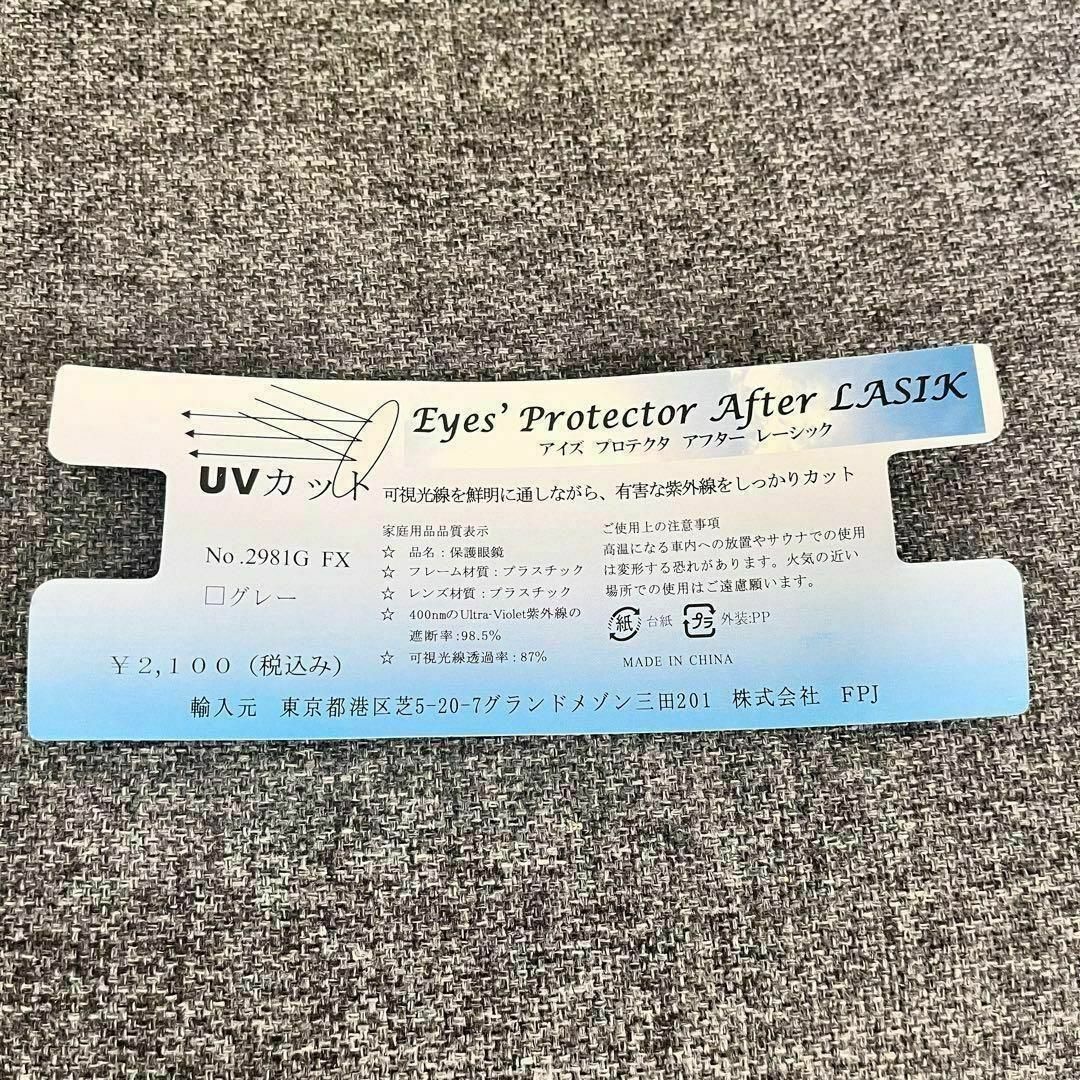 Eyes' Protector After LASIK
アイズ プロテクタ アフター レーシック
UVカット
可視光線を鮮明に通しながら、有害な紫外線をしっかりカット
No.2981G FX
□グレー
￥2,100(税込み)
家庭用品品質表示
☆ 品名:保護眼鏡
☆ フレーム材質:プラスチック
☆ レンズ材質:プラスチック
☆ 400nmのUltra-Violet紫外線の
遮断率:98.5%
☆ 可視光線透過率:87%
ご使用上の注意事項
高温になる車内への放置やサウナでの使用
は変形する恐れがあります。火気の近い
場所での使用はご遠慮願います。
紙 台紙 プラ 外装:PP
MADE IN CHINA
輸入元 東京都港区芝5-20-7グランドメゾン三田201 株式会社 FPJ